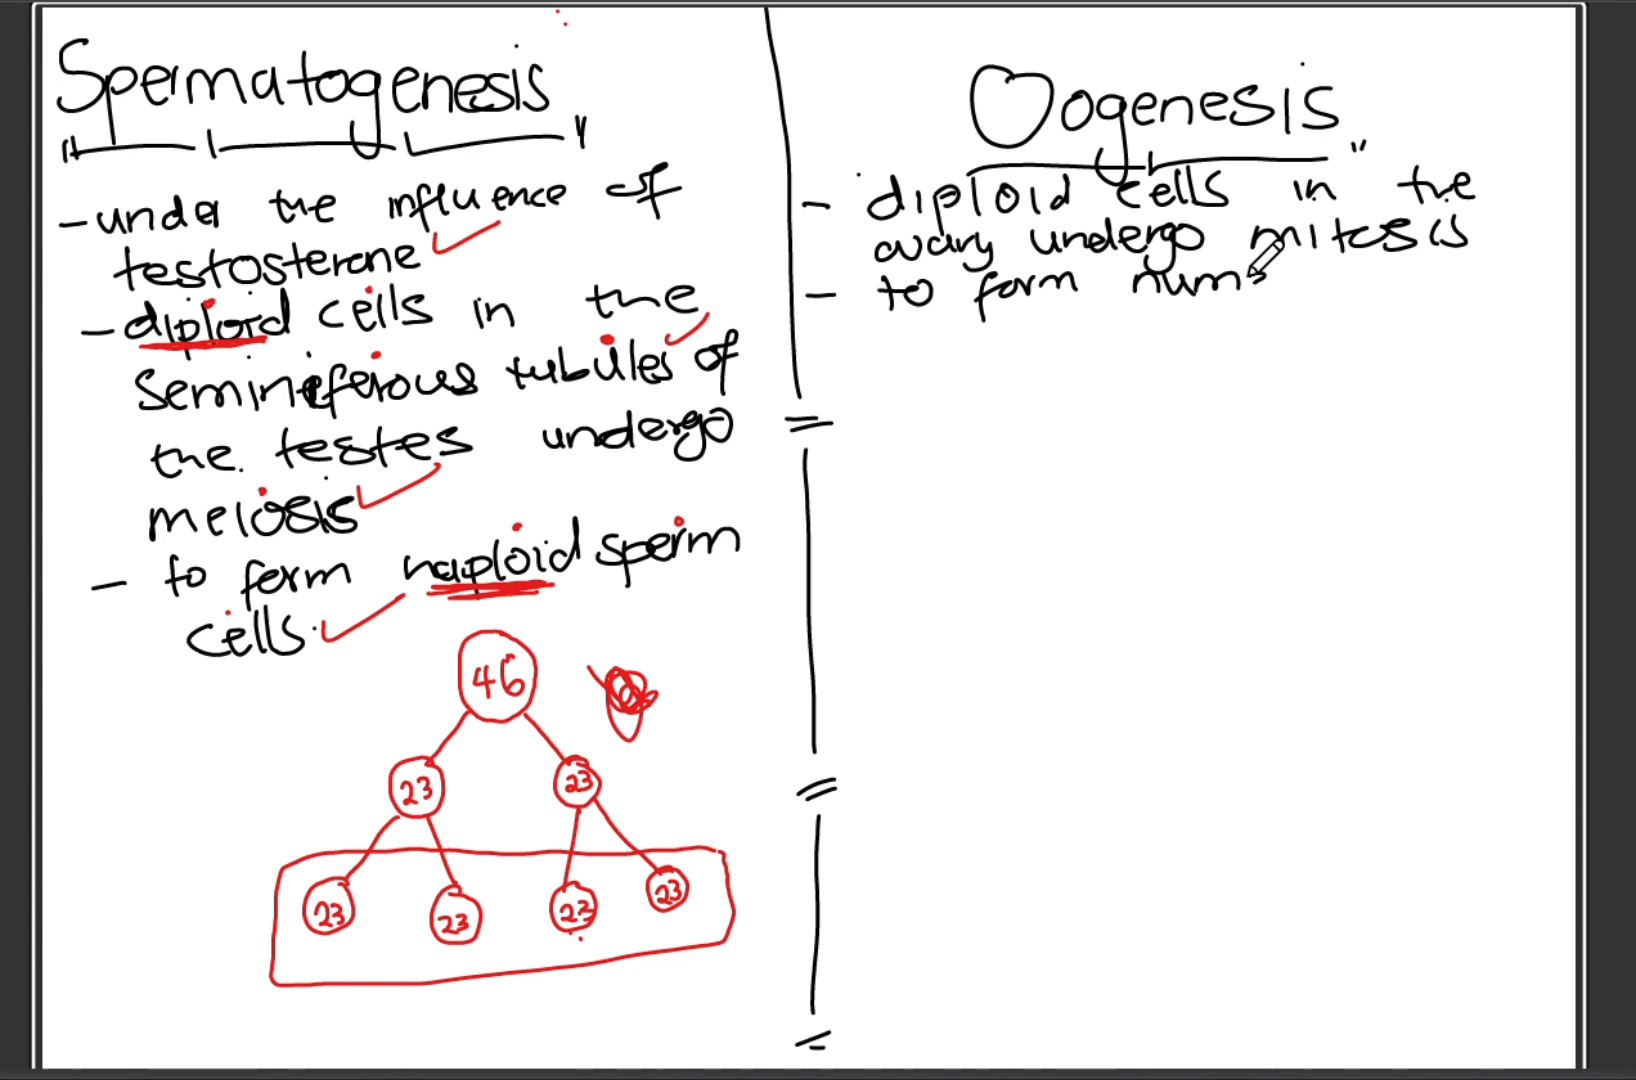 Spermatogenesis
- under the influence of
testosterone
- diploid cells in the
seminiferous tubules of
the testes undergo
meiosis
- to form haploid sperm
cells.
46
23 23
23 23 23 23
Oogenesis
- diploid cells in the
ovary undergo mitosis
- to form num